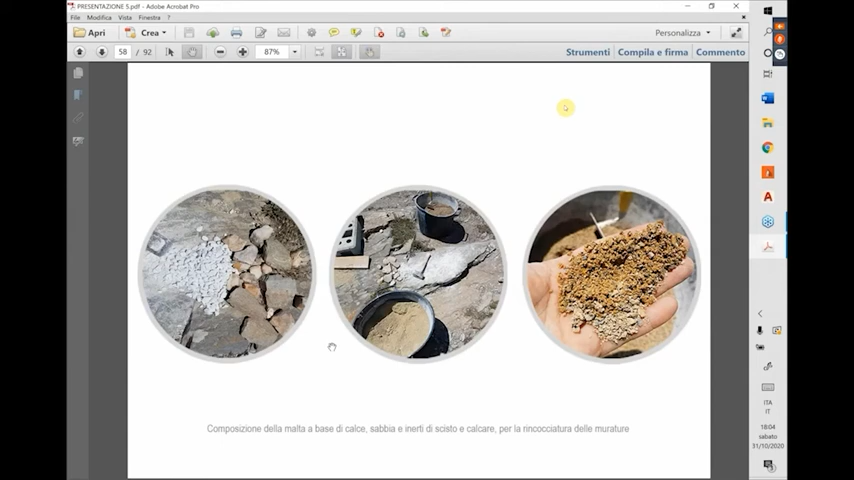 PRESENTAZIONE 5.pdf - Adobe Acrobat Pro
File Modifica Vista Finestra ?
Apri Crea Personalizza
58 / 92 87% Strumenti Compila e firma Commento
Composizione della malta a base di calce, sabbia e inerti di scisto e calcare, per la rincocciatura delle murature
ITA
IT
18:04
sabato
31/10/2020